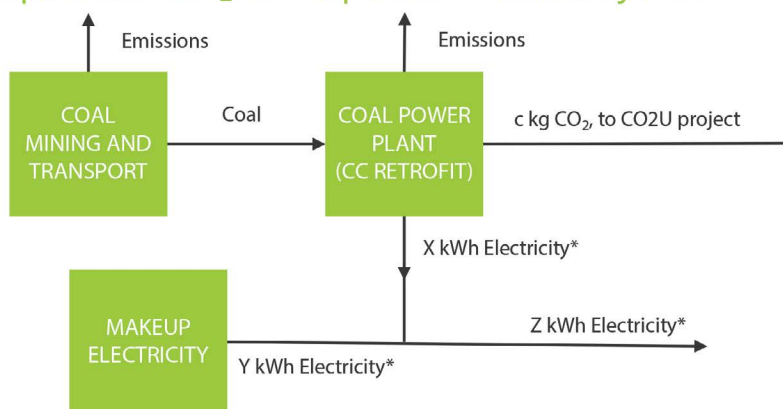 Emissions
Emissions
COAL
MINING AND
TRANSPORT
Coal
COAL POWER
PLANT
(CC RETROFIT)
c kg CO₂, to CO2U project
X kWh Electricity*
MAKEUP
ELECTRICITY
Y kWh Electricity*
Z kWh Electricity*